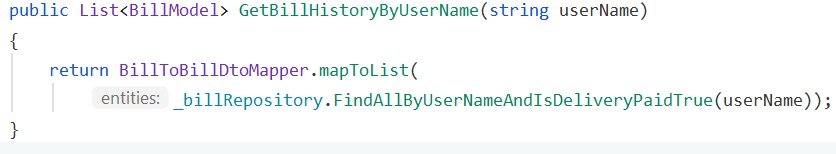 public List<BillModel> GetBillHistoryByUserName(string userName)
{
return BillToBillDtoMapper.mapToList(
entities: _billRepository.FindAllByUserNameAndIsDeliveryPaidTrue(userName));
}